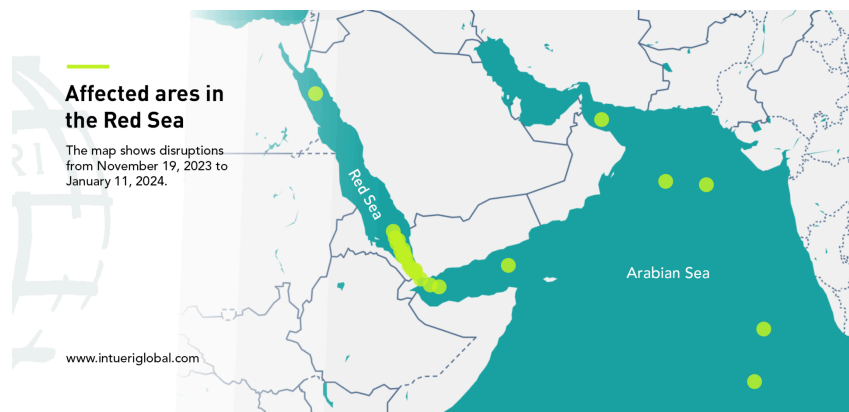 Affected ares in
the Red Sea
The map shows disruptions
from November 19, 2023 to
January 11, 2024.
Red Sea
Arabian Sea
www.intueriglobal.com